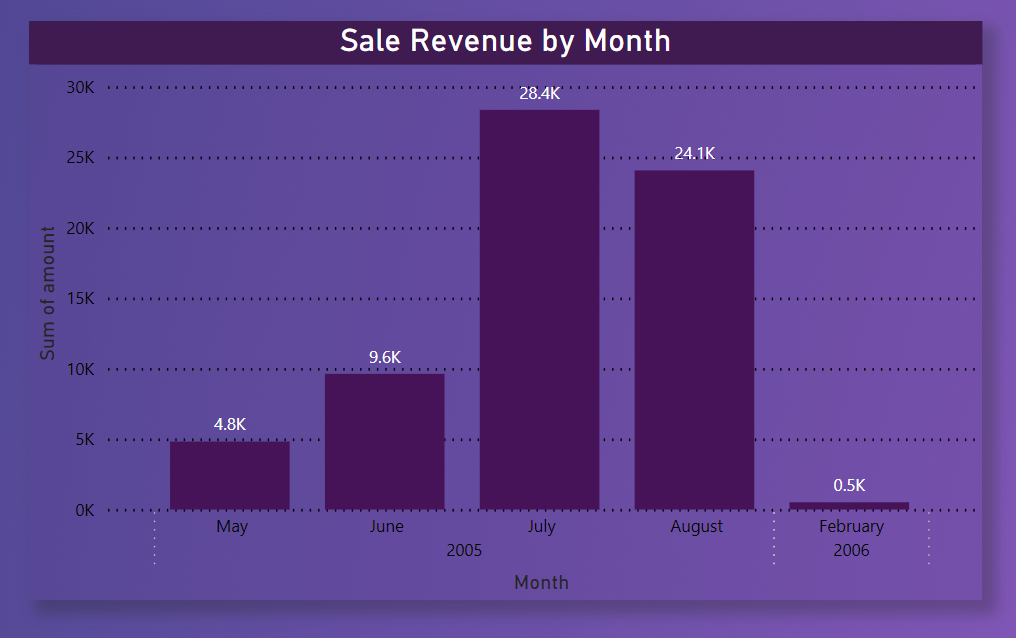 Sale Revenue by Month
30K
28.4K
25K
24.1K
20K
Sum of amount
15K
10K
9.6K
5K
4.8K
0K
0.5K
May June July August February
2005 2006
Month